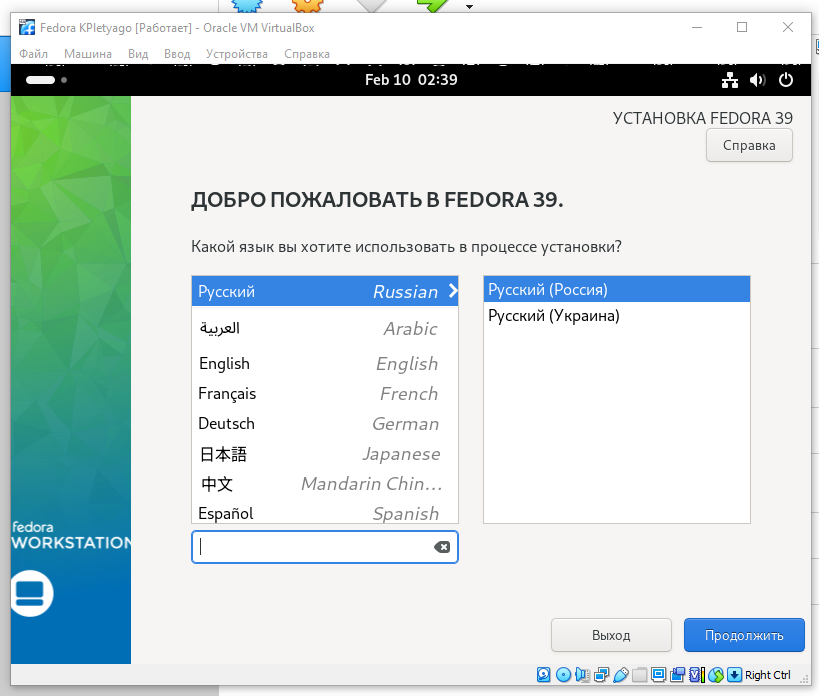 Fedora KPletyago [Работает] - Oracle VM VirtualBox
Файл Машина Вид Ввод Устройства Справка
Feb 10 02:39
УСТАНОВКА FEDORA 39
Справка
ДОБРО ПОЖАЛОВАТЬ В FEDORA 39.
Какой язык вы хотите использовать в процессе установки?
Русский Russian
العربية Arabic
English English
Français French
Deutsch German
日本語 Japanese
中文 Mandarin Chin...
Español Spanish
Русский (Россия)
Русский (Украина)
fedora
WORKSTATION
Выход
Продолжить
Right Ctrl